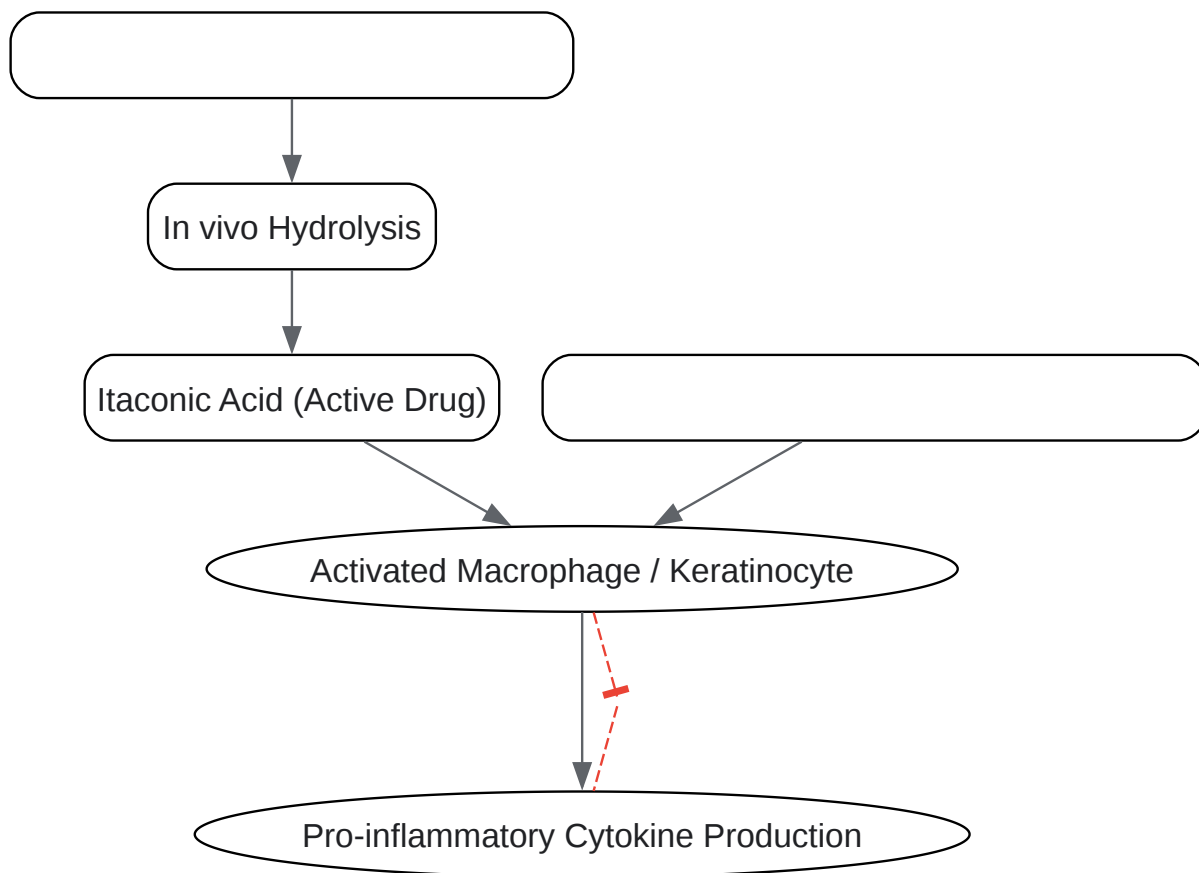 In vivo Hydrolysis
Itaconic Acid (Active Drug)
Activated Macrophage / Keratinocyte
Pro-inflammatory Cytokine Production